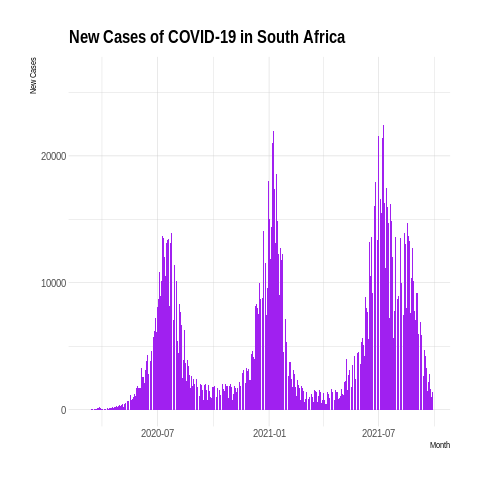 New Cases of COVID-19 in South Africa
New Cases
20000
10000
0
2020-07 2021-01 2021-07
Month